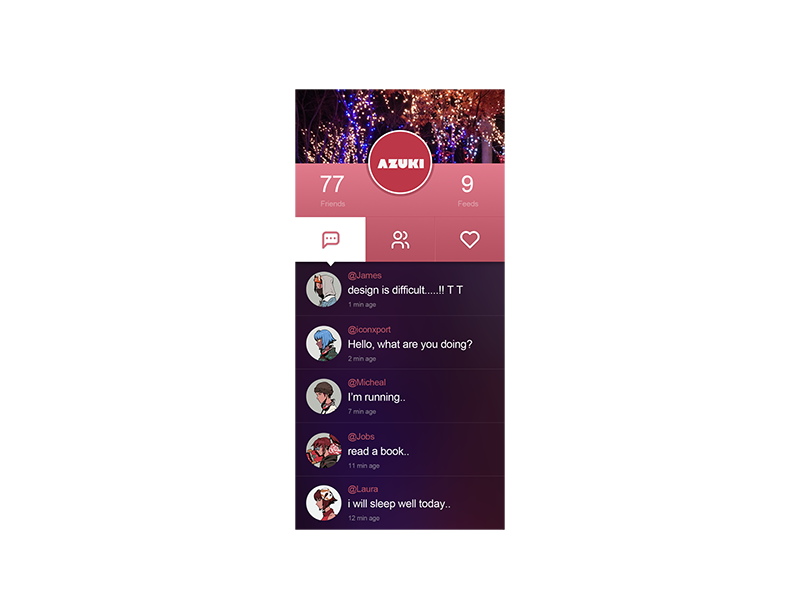 AZUKI
77
Friends
9
Feeds
@James
design is difficult.....!! T T
1 min age
@iconxport
Hello, what are you doing?
2 min age
@Micheal
I'm running..
7 min age
@Jobs
read a book..
11 min age
@Laura
i will sleep well today..
12 min age